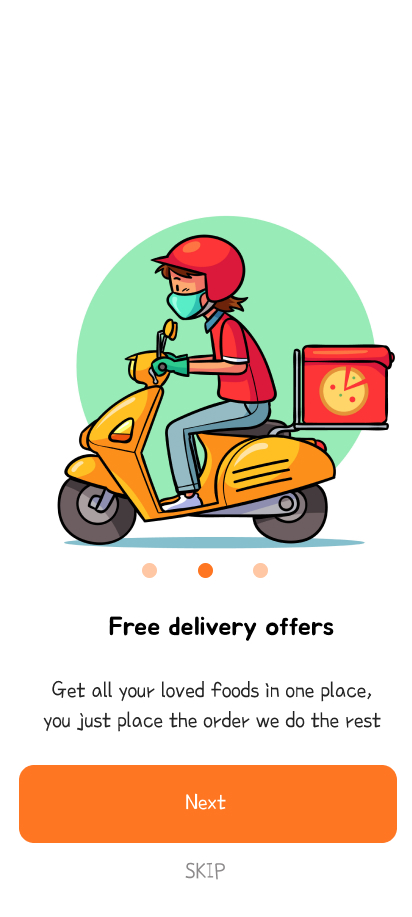 Free delivery offers
Get all your loved foods in one place,
you just place the order we do the rest
Next
SKIP